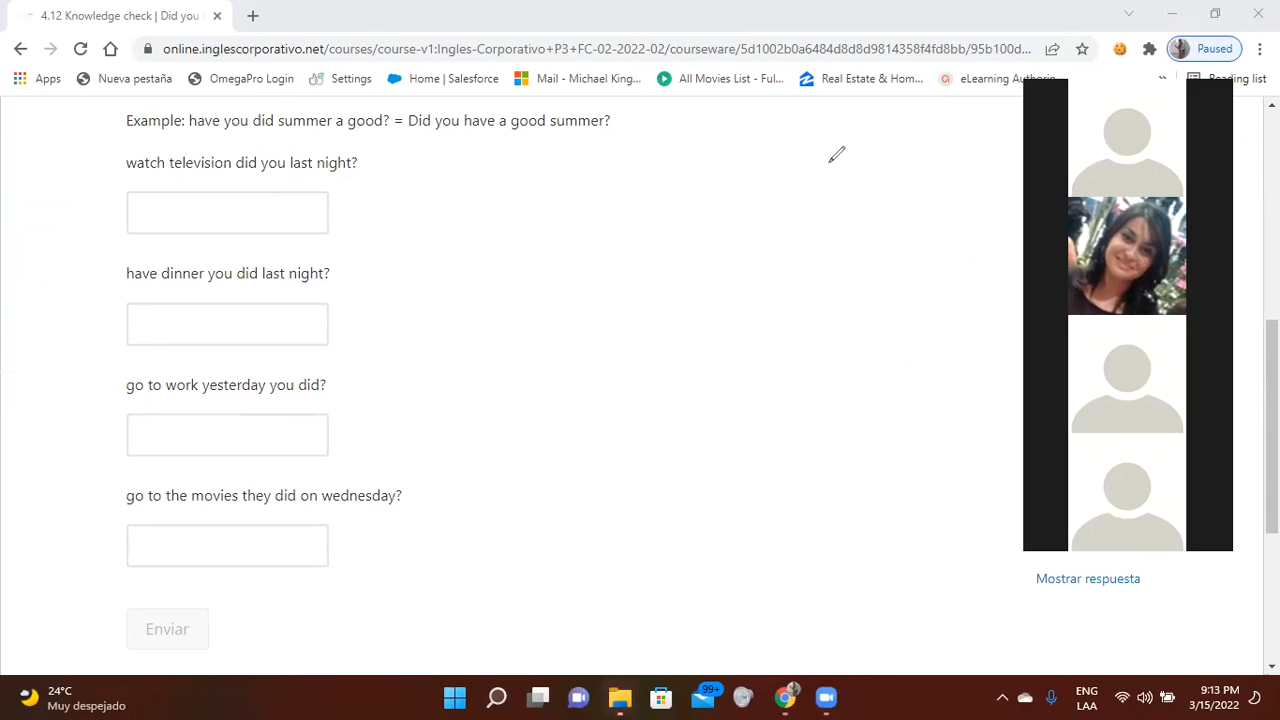 4.12 Knowledge check | Did you
online.inglescorporativo.net/courses/course-v1:Ingles-Corporativo+P3+FC-02-2022-02/courseware/5d1002b0a6484d8d8d9814358f4fd8bb/95b100d...
Paused
Apps
Nueva pestaña
OmegaPro Login
Settings
Home | Salesforce
Mail - Michael King...
All Movies List - Ful...
Real Estate & Hom...
eLearning Authorin
»
Reading list
Example: have you did summer a good? = Did you have a good summer?
watch television did you last night?
have dinner you did last night?
go to work yesterday you did?
go to the movies they did on wednesday?
Mostrar respuesta
Enviar
24°C
Muy despejado
99+
ENG
LAA
9:13 PM
3/15/2022